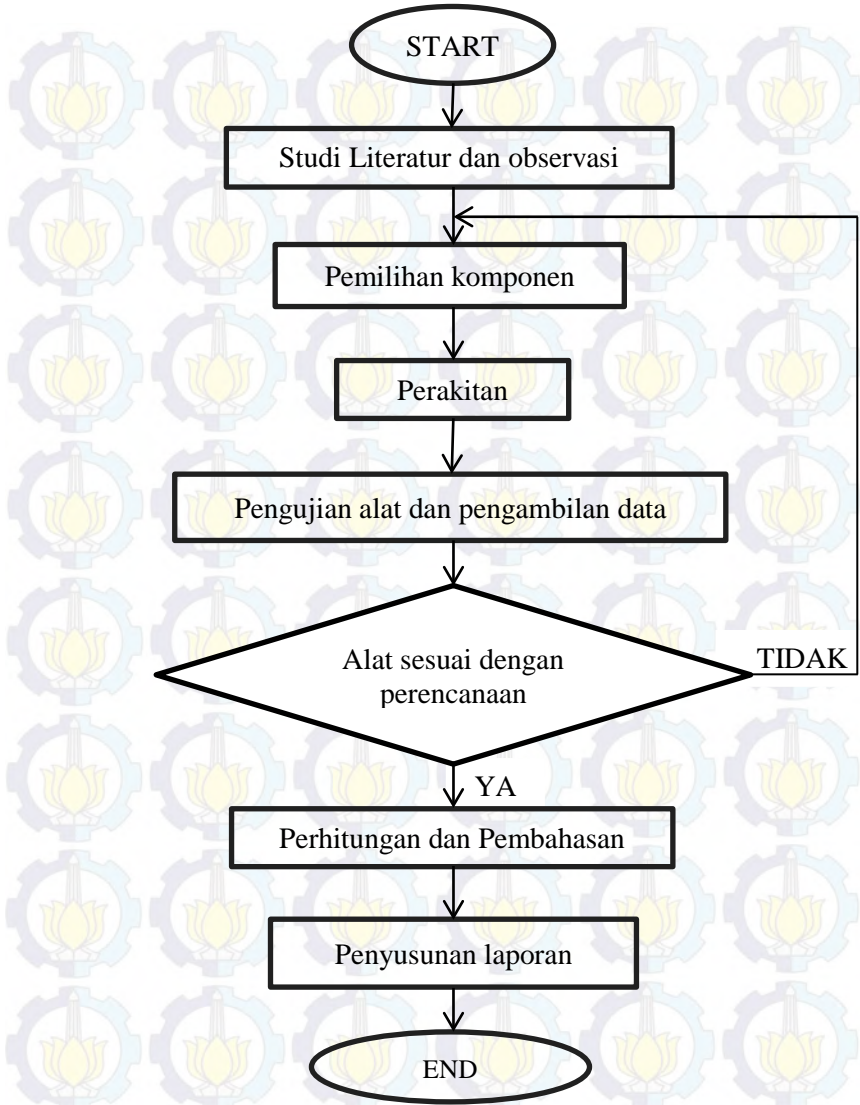 START
Studi Literatur dan observasi
Pemilihan komponen
Perakitan
Pengujian alat dan pengambilan data
Alat sesuai dengan
perencanaan
TIDAK
YA
Perhitungan dan Pembahasan
Penyusunan laporan
END